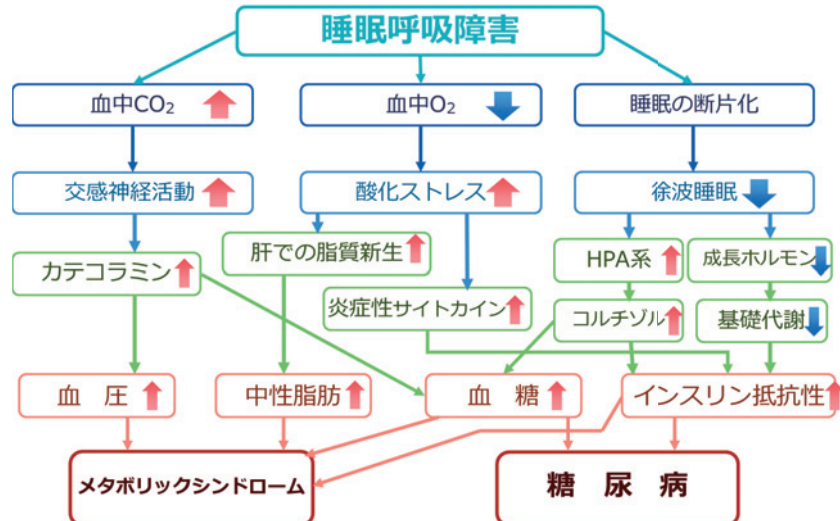 睡眠呼吸障害
血中CO₂
血中O₂
睡眠の断片化
交感神経活動
酸化ストレス
徐波睡眠
カテコラミン
肝での脂質新生
HPA系
成長ホルモン
炎症性サイトカイン
コルチゾル
基礎代謝
血 圧
中性脂肪
血 糖
インスリン抵抗性
メタボリックシンドローム
糖 尿 病